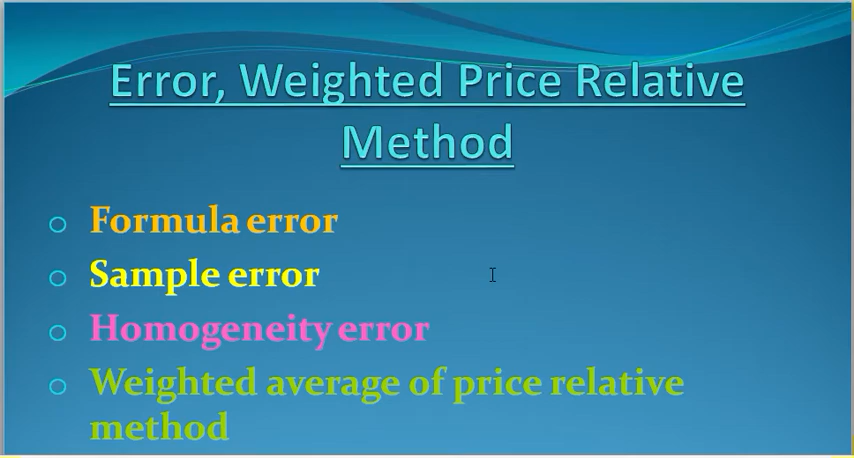 Error, Weighted Price Relative
Method
Formula error
Sample error
Homogeneity error
Weighted average of price relative
method